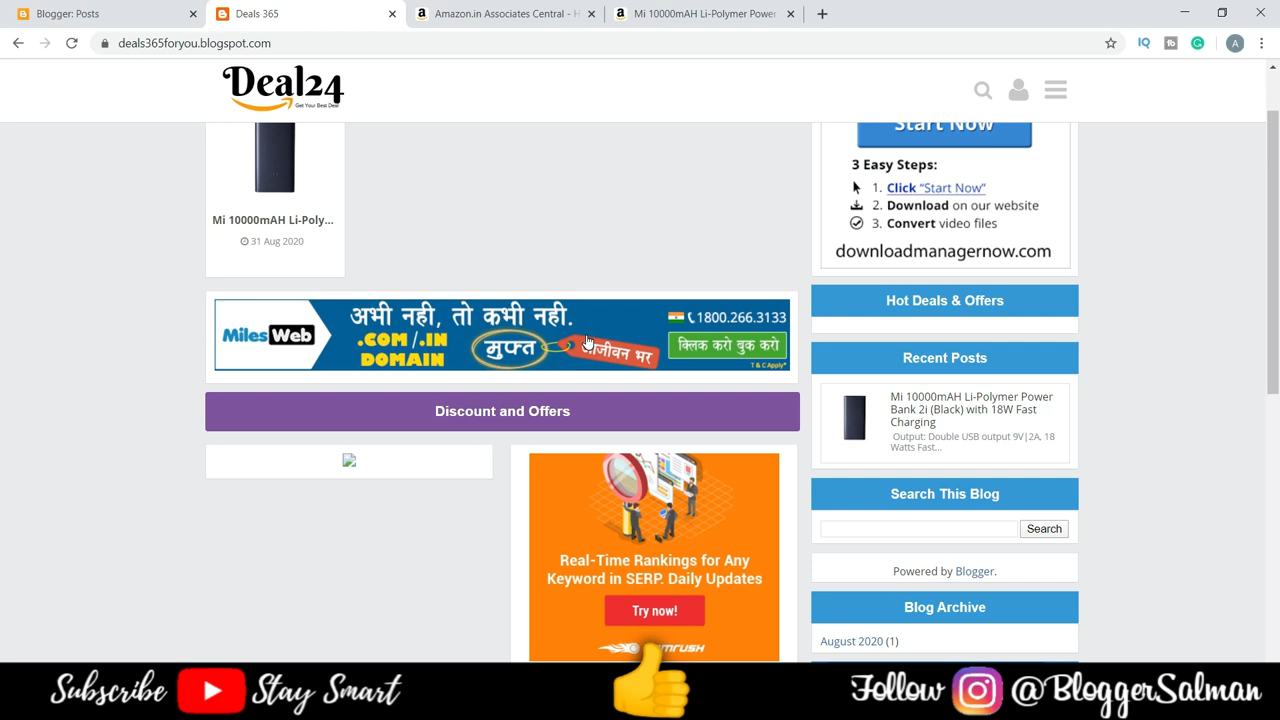 Blogger: Posts
Deals 365
Amazon.in Associates Central - H
Mi 10000mAH Li-Polymer Power
deals365foryou.blogspot.com
Deal24
Get Your Best Deal
Start Now
3 Easy Steps:
1. Click "Start Now"
2. Download on our website
3. Convert video files
downloadmanagernow.com
Mi 10000mAH Li-Poly...
31 Aug 2020
MilesWeb
अभी नहीं, तो कभी नहीं.
.COM /.IN
DOMAIN
मुफ्त
आजीवन भर
1800.266.3133
क्लिक करो बुक करो
T & C Apply*
Hot Deals & Offers
Recent Posts
Mi 10000mAH Li-Polymer Power
Bank 2i (Black) with 18W Fast
Charging
Output: Double USB output 9V|2A, 18
Watts Fast...
Discount and Offers
Real-Time Rankings for Any
Keyword in SERP. Daily Updates
Try now!
Search This Blog
Search
Powered by Blogger.
Blog Archive
August 2020 (1)
Subscribe
Stay Smart
Follow
@BloggerSalman